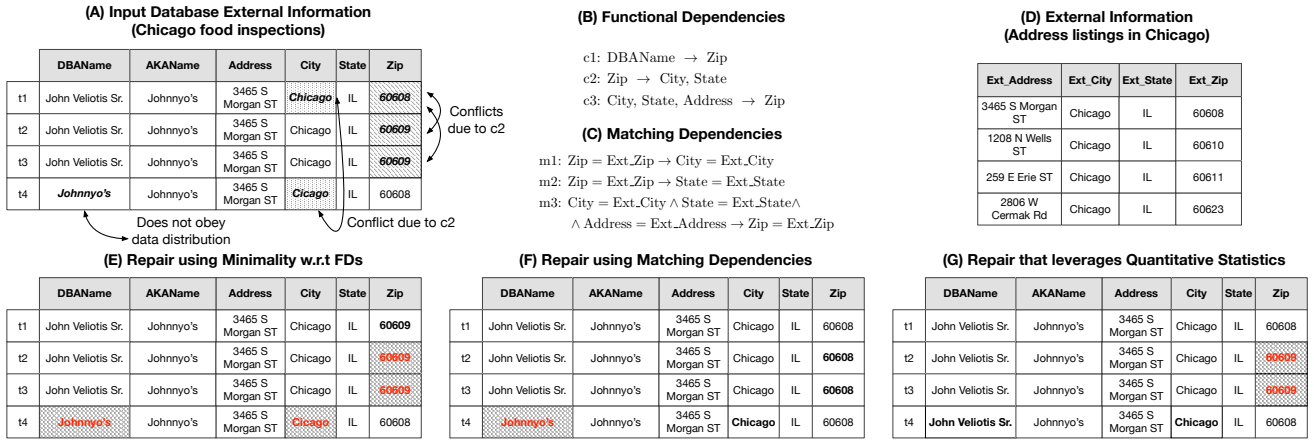 (A) Input Database External Information
(Chicago food inspections)
DBAName AKAName Address City State Zip
t1 John Veliotis Sr. Johnnyo's 3465 S Morgan ST Chicago IL 60608
t2 John Veliotis Sr. Johnnyo's 3465 S Morgan ST Chicago IL 60609
t3 John Veliotis Sr. Johnnyo's 3465 S Morgan ST Chicago IL 60609
t4 Johnnyo's Johnnyo's 3465 S Morgan ST Cicago IL 60608
Conflicts
due to c2
Does not obey
data distribution
Conflict due to c2
(B) Functional Dependencies
c1: DBAName → Zip
c2: Zip → City, State
c3: City, State, Address → Zip
(C) Matching Dependencies
m1: Zip = Ext_Zip → City = Ext_City
m2: Zip = Ext_Zip → State = Ext_State
m3: City = Ext_City ∧ State = Ext_State∧
∧ Address = Ext_Address → Zip = Ext_Zip
(D) External Information
(Address listings in Chicago)
Ext_Address Ext_City Ext_State Ext_Zip
3465 S Morgan ST Chicago IL 60608
1208 N Wells ST Chicago IL 60610
259 E Erie ST Chicago IL 60611
2806 W Cermak Rd Chicago IL 60623
(E) Repair using Minimality w.r.t FDs
DBAName AKAName Address City State Zip
t1 John Veliotis Sr. Johnnyo's 3465 S Morgan ST Chicago IL 60609
t2 John Veliotis Sr. Johnnyo's 3465 S Morgan ST Chicago IL 60609
t3 John Veliotis Sr. Johnnyo's 3465 S Morgan ST Chicago IL 60609
t4 Johnnyo's Johnnyo's 3465 S Morgan ST Cicago IL 60608
(F) Repair using Matching Dependencies
DBAName AKAName Address City State Zip
t1 John Veliotis Sr. Johnnyo's 3465 S Morgan ST Chicago IL 60608
t2 John Veliotis Sr. Johnnyo's 3465 S Morgan ST Chicago IL 60608
t3 John Veliotis Sr. Johnnyo's 3465 S Morgan ST Chicago IL 60608
t4 Johnnyo's Johnnyo's 3465 S Morgan ST Chicago IL 60608
(G) Repair that leverages Quantitative Statistics
DBAName AKAName Address City State Zip
t1 John Veliotis Sr. Johnnyo's 3465 S Morgan ST Chicago IL 60608
t2 John Veliotis Sr. Johnnyo's 3465 S Morgan ST Chicago IL 60609
t3 John Veliotis Sr. Johnnyo's 3465 S Morgan ST Chicago IL 60609
t4 John Veliotis Sr. Johnnyo's 3465 S Morgan ST Chicago IL 60608